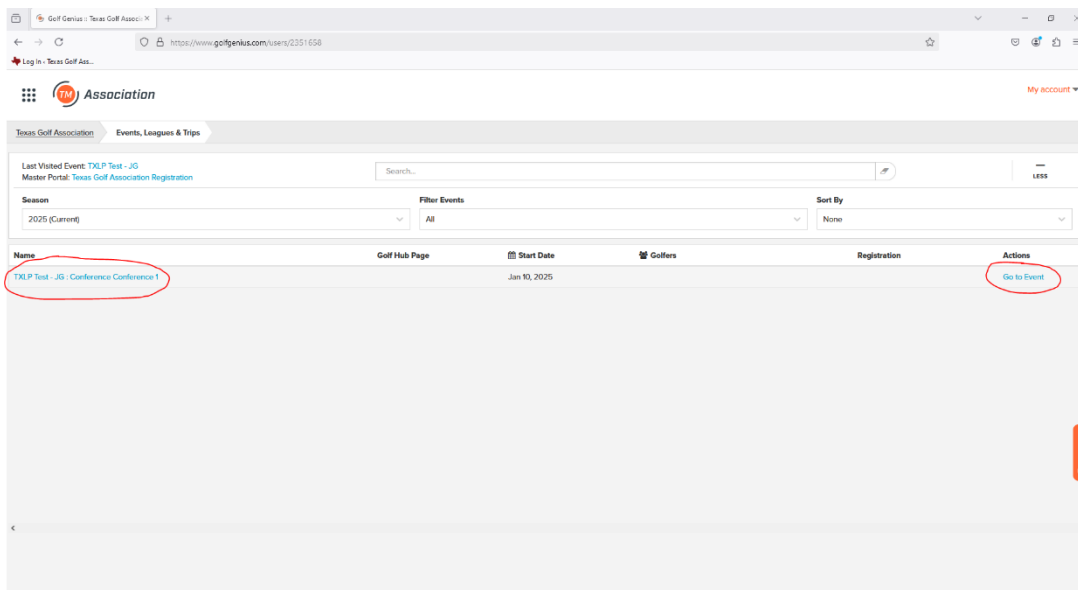 Golf Genius :: Texas Golf Associ
https://www.golfgenius.com/users/2351658
Log In - Texas Golf Ass...
TM Association
My account
Texas Golf Association Events, Leagues & Trips
Last Visited Event: TXLP Test - JG
Master Portal: Texas Golf Association Registration
Search...
LESS
Season Filter Events Sort By
2025 (Current) All None
Name Golf Hub Page Start Date Golfers Registration Actions
TXLP Test - JG : Conference Conference 1 Jan 10, 2025 Go to Event